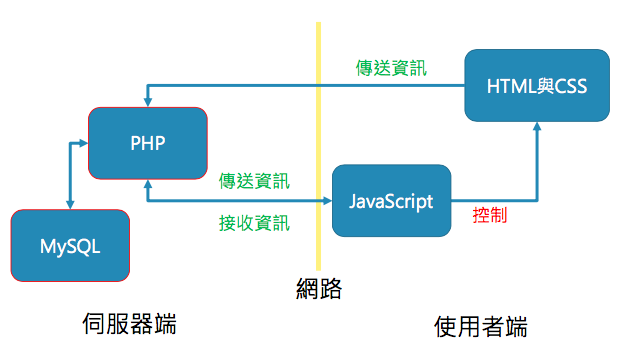 傳送資訊
HTML與CSS
PHP
傳送資訊
接收資訊
JavaScript
控制
MySQL
網路
伺服器端
使用者端